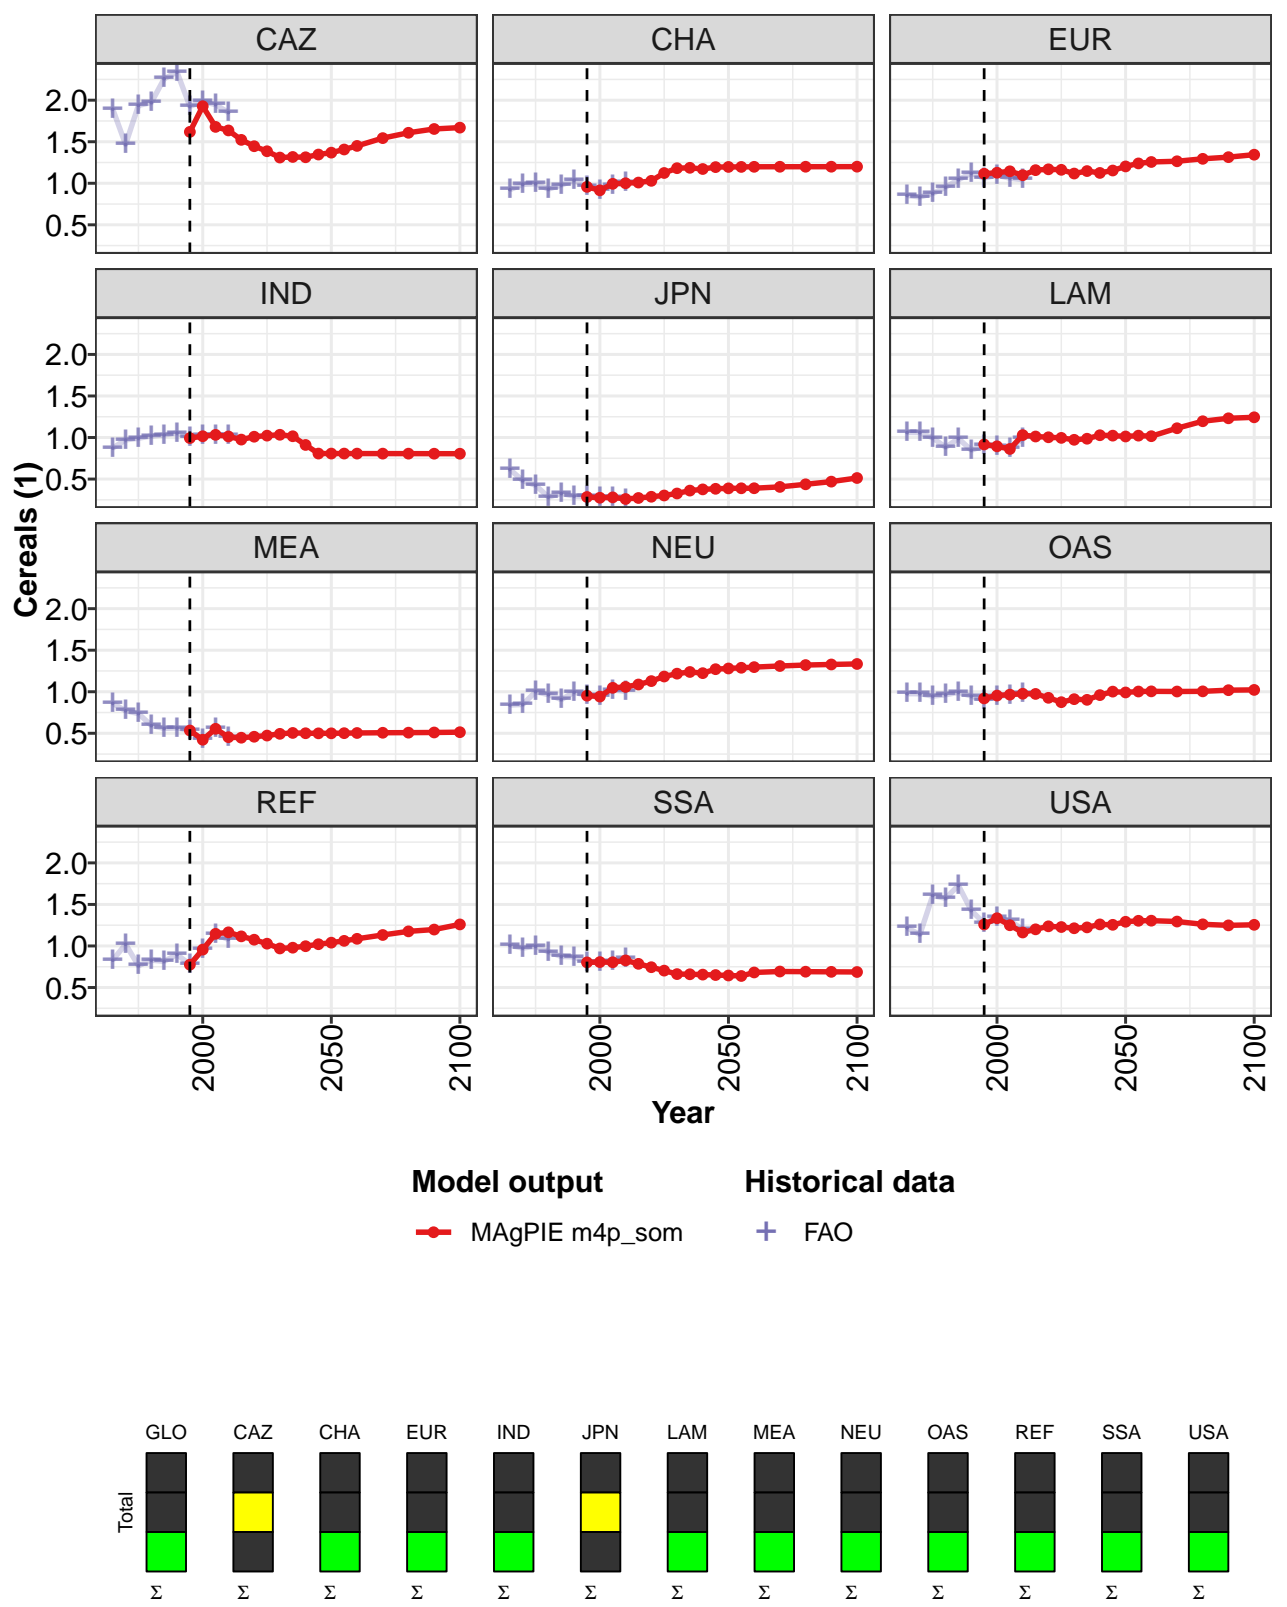 CAZ CHA EUR
2.0
1.5
1.0
0.5
IND JPN LAM
2.0
1.5
1.0
0.5
MEA NEU OAS
2.0
1.5
1.0
0.5
REF SSA USA
2.0
1.5
1.0
0.5
Cereals (1)
2000 2050 2100 2000 2050 2100 2000 2050 2100
Year
Model output Historical data
MAgPIE m4p_som FAO
GLO CAZ CHA EUR IND JPN LAM MEA NEU OAS REF SSA USA
Total
Σ Σ Σ Σ Σ Σ Σ Σ Σ Σ Σ Σ Σ